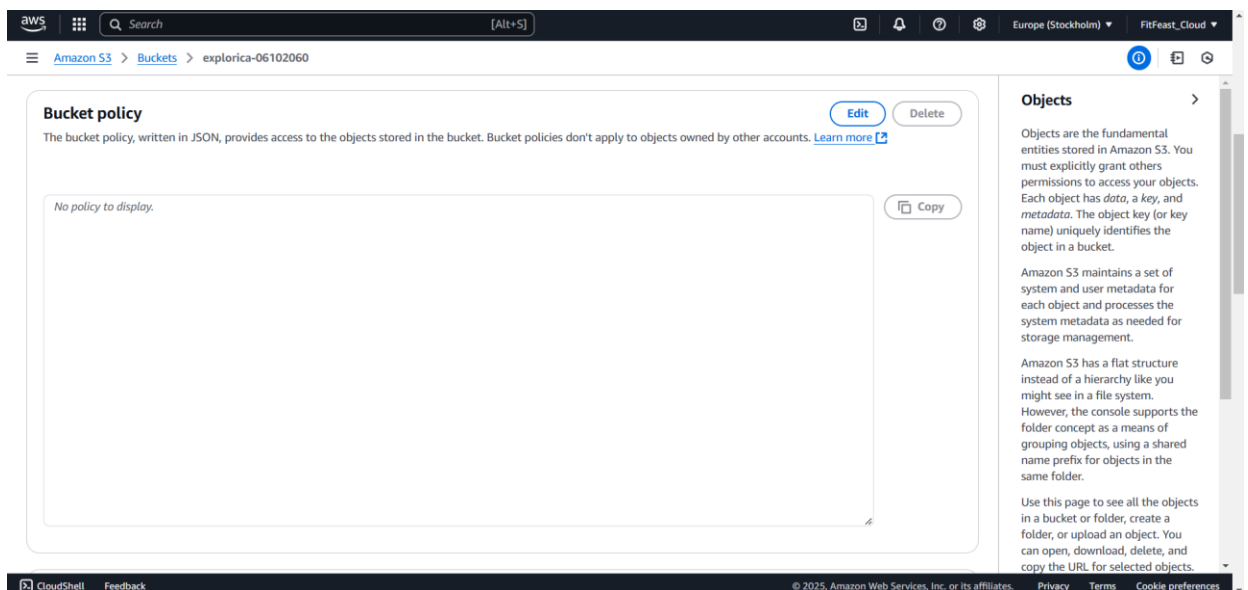 aws
Search [Alt+S]
Europe (Stockholm) ▼ FitFeast_Cloud ▼
Amazon S3 > Buckets > explorica-06102060
Bucket policy
Edit Delete
The bucket policy, written in JSON, provides access to the objects stored in the bucket. Bucket policies don't apply to objects owned by other accounts. Learn more
No policy to display.
Copy
Objects
Objects are the fundamental
entities stored in Amazon S3. You
must explicitly grant others
permissions to access your objects.
Each object has data, a key, and
metadata. The object key (or key
name) uniquely identifies the
object in a bucket.
Amazon S3 maintains a set of
system and user metadata for
each object and processes the
system metadata as needed for
storage management.
Amazon S3 has a flat structure
instead of a hierarchy like you
might see in a file system.
However, the console supports the
folder concept as a means of
grouping objects, using a shared
name prefix for objects in the
same folder.
Use this page to see all the objects
in a bucket or folder, create a
folder, or upload an object. You
can open, download, delete, and
copy the URL for selected objects.
CloudShell Feedback © 2025, Amazon Web Services, Inc. or its affiliates. Privacy Terms Cookie preferences